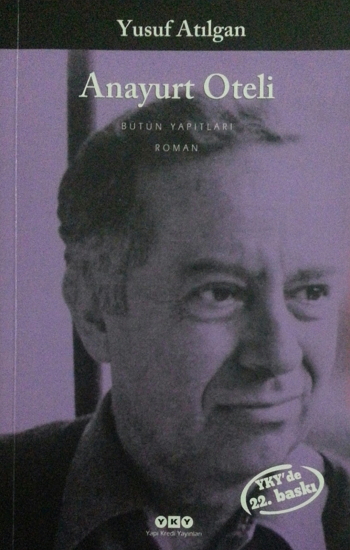 Yusuf Atılgan
Anayurt Oteli
BÜTÜN YAPITLARI
ROMAN
YKY'de
22. baskı
YKY
Yapı Kredi Yayınları